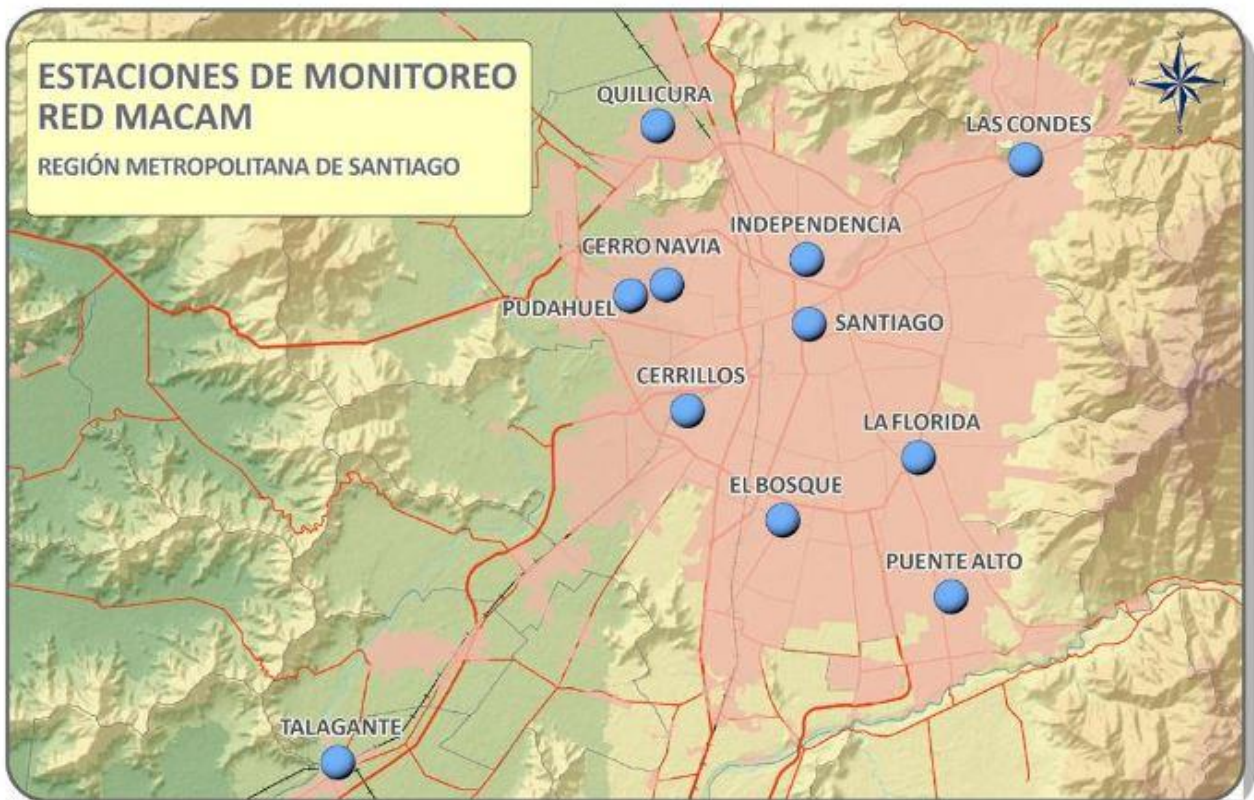 ESTACIONES DE MONITOREO
RED MACAM
REGIÓN METROPOLITANA DE SANTIAGO
N
W
E
S
QUILICURA
LAS CONDES
INDEPENDENCIA
CERRO NAVIA
PUDAHUEL
SANTIAGO
CERRILLOS
LA FLORIDA
EL BOSQUE
PUENTE ALTO
TALAGANTE